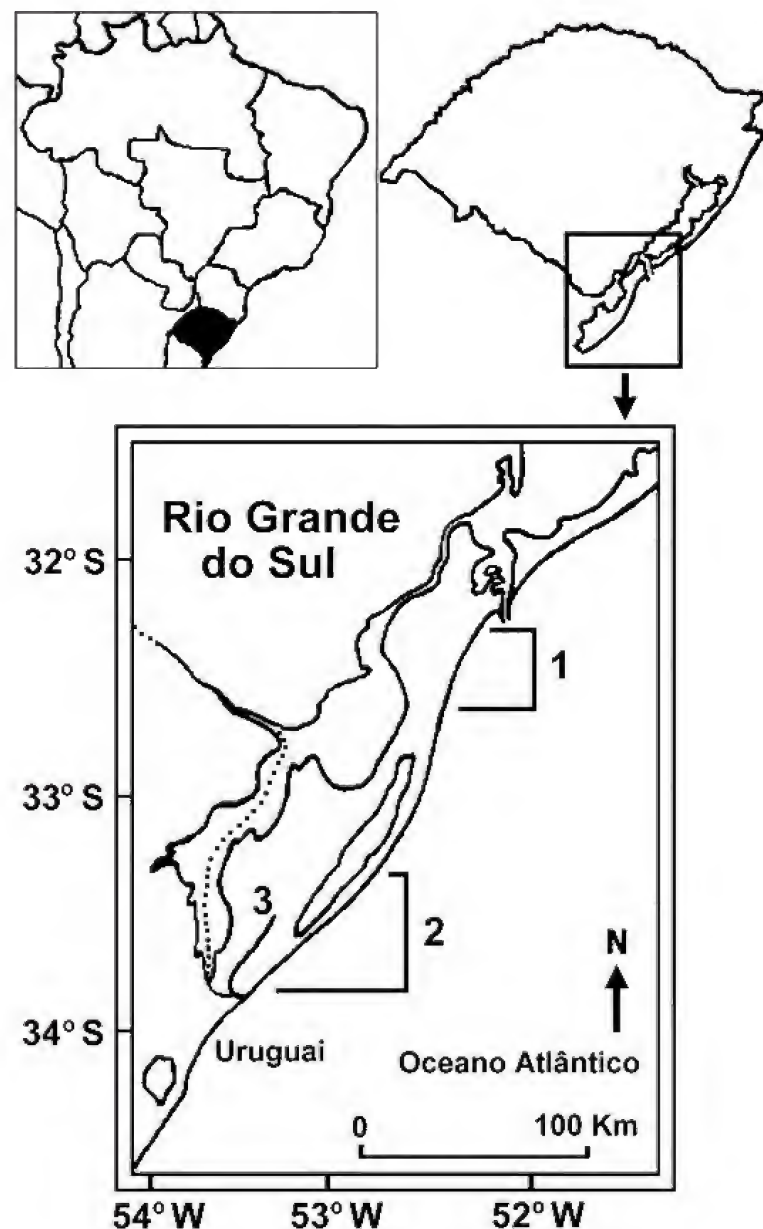 Rio Grande
do Sul
32° S
1
33° S
3
2
N
34° S
Uruguai
Oceano Atlântico
0
100 Km
54° W
53° W
52° W